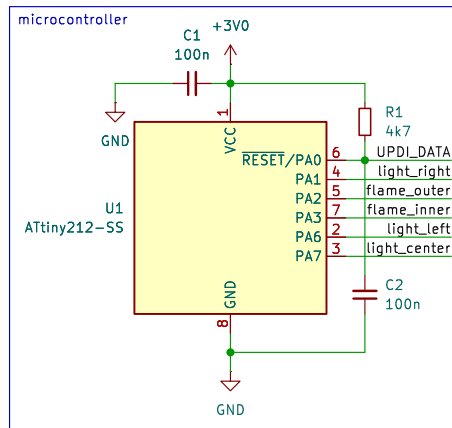 microcontroller
+3V0
C1
100n
GND
1
VCC
R1
4k7
RESET/PA0
6
UPDI_DATA
PA1
4
light_right
PA2
5
flame_outer
U1
ATtiny212-SS
PA3
7
flame_inner
PA6
2
light_left
PA7
3
light_center
GND
8
C2
100n
GND